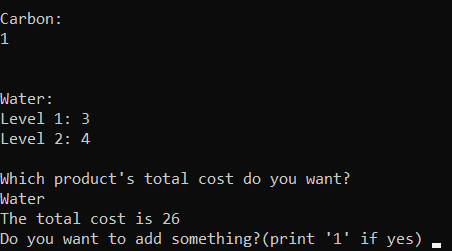 Carbon:
1
Water:
Level 1: 3
Level 2: 4
Which product's total cost do you want?
Water
The total cost is 26
Do you want to add something?(print '1' if yes)